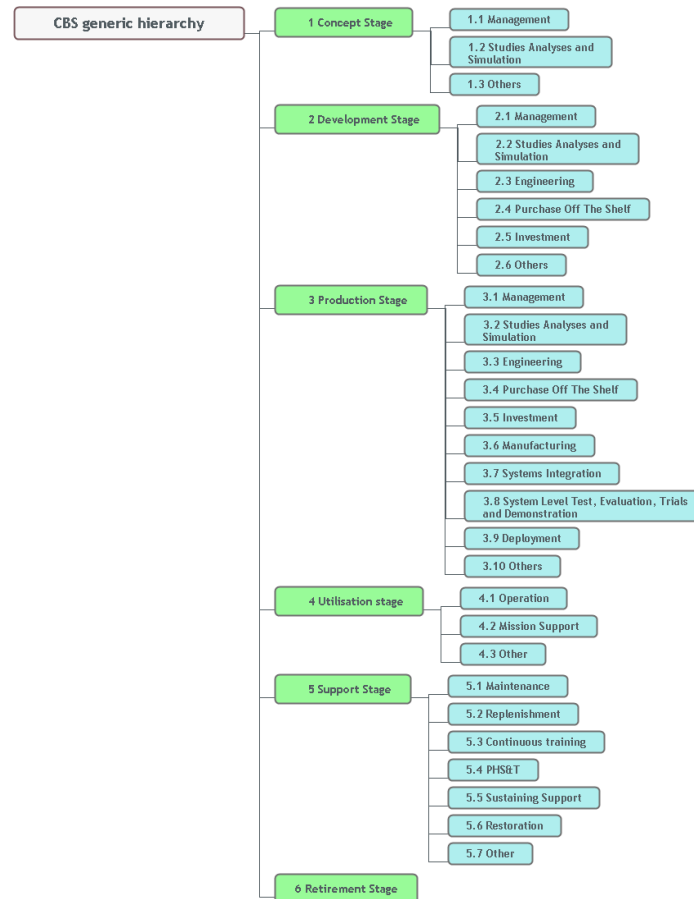 CBS generic hierarchy
1 Concept Stage
1.1 Management
1.2 Studies Analyses and
Simulation
1.3 Others
2 Development Stage
2.1 Management
2.2 Studies Analyses and
Simulation
2.3 Engineering
2.4 Purchase Off The Shelf
2.5 Investment
2.6 Others
3 Production Stage
3.1 Management
3.2 Studies Analyses and
Simulation
3.3 Engineering
3.4 Purchase Off The Shelf
3.5 Investment
3.6 Manufacturing
3.7 Systems Integration
3.8 System Level Test, Evaluation, Trials
and Demonstration
3.9 Deployment
3.10 Others
4 Utilisation stage
4.1 Operation
4.2 Mission Support
4.3 Other
5 Support Stage
5.1 Maintenance
5.2 Replenishment
5.3 Continuous training
5.4 PHS&T
5.5 Sustaining Support
5.6 Restoration
5.7 Other
6 Retirement Stage